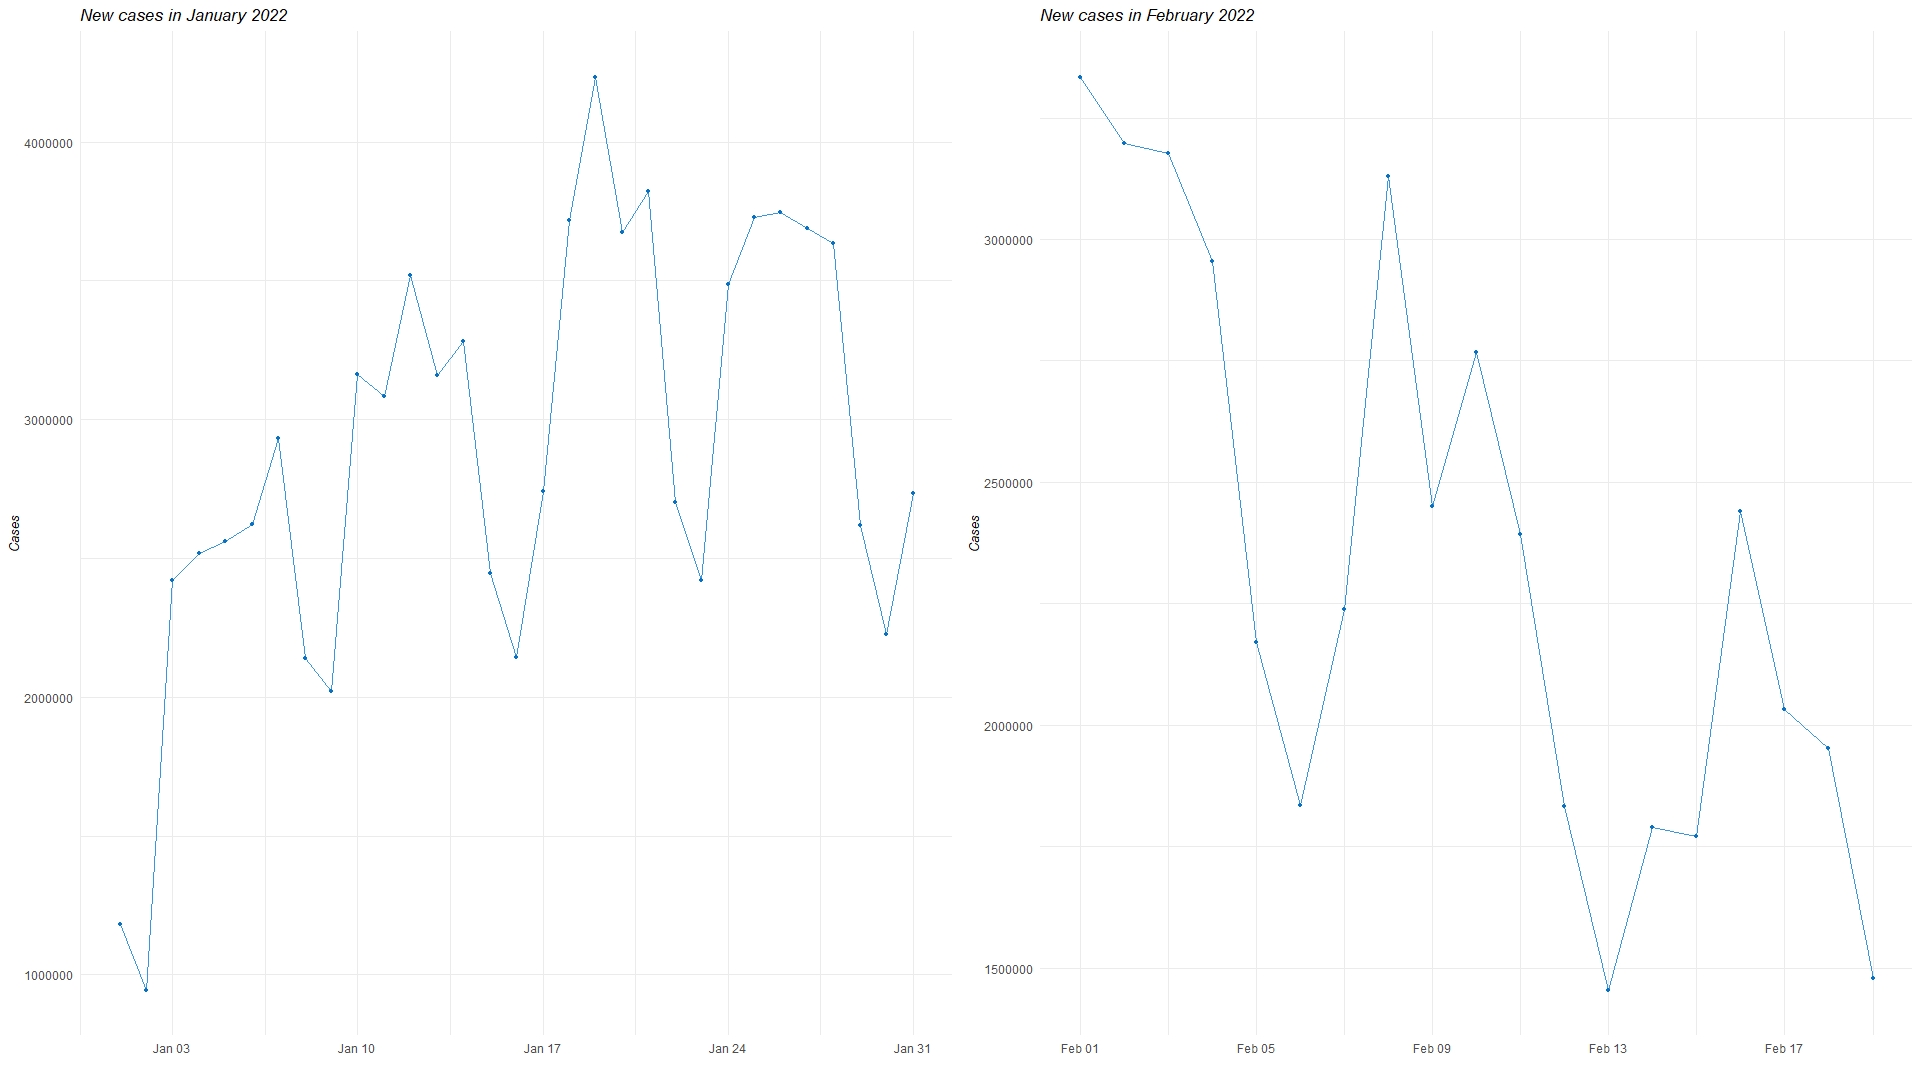 New cases in January 2022
Cases
4000000
3000000
2000000
1000000
Jan 03
Jan 10
Jan 17
Jan 24
Jan 31
New cases in February 2022
Cases
3000000
2500000
2000000
1500000
Feb 01
Feb 05
Feb 09
Feb 13
Feb 17